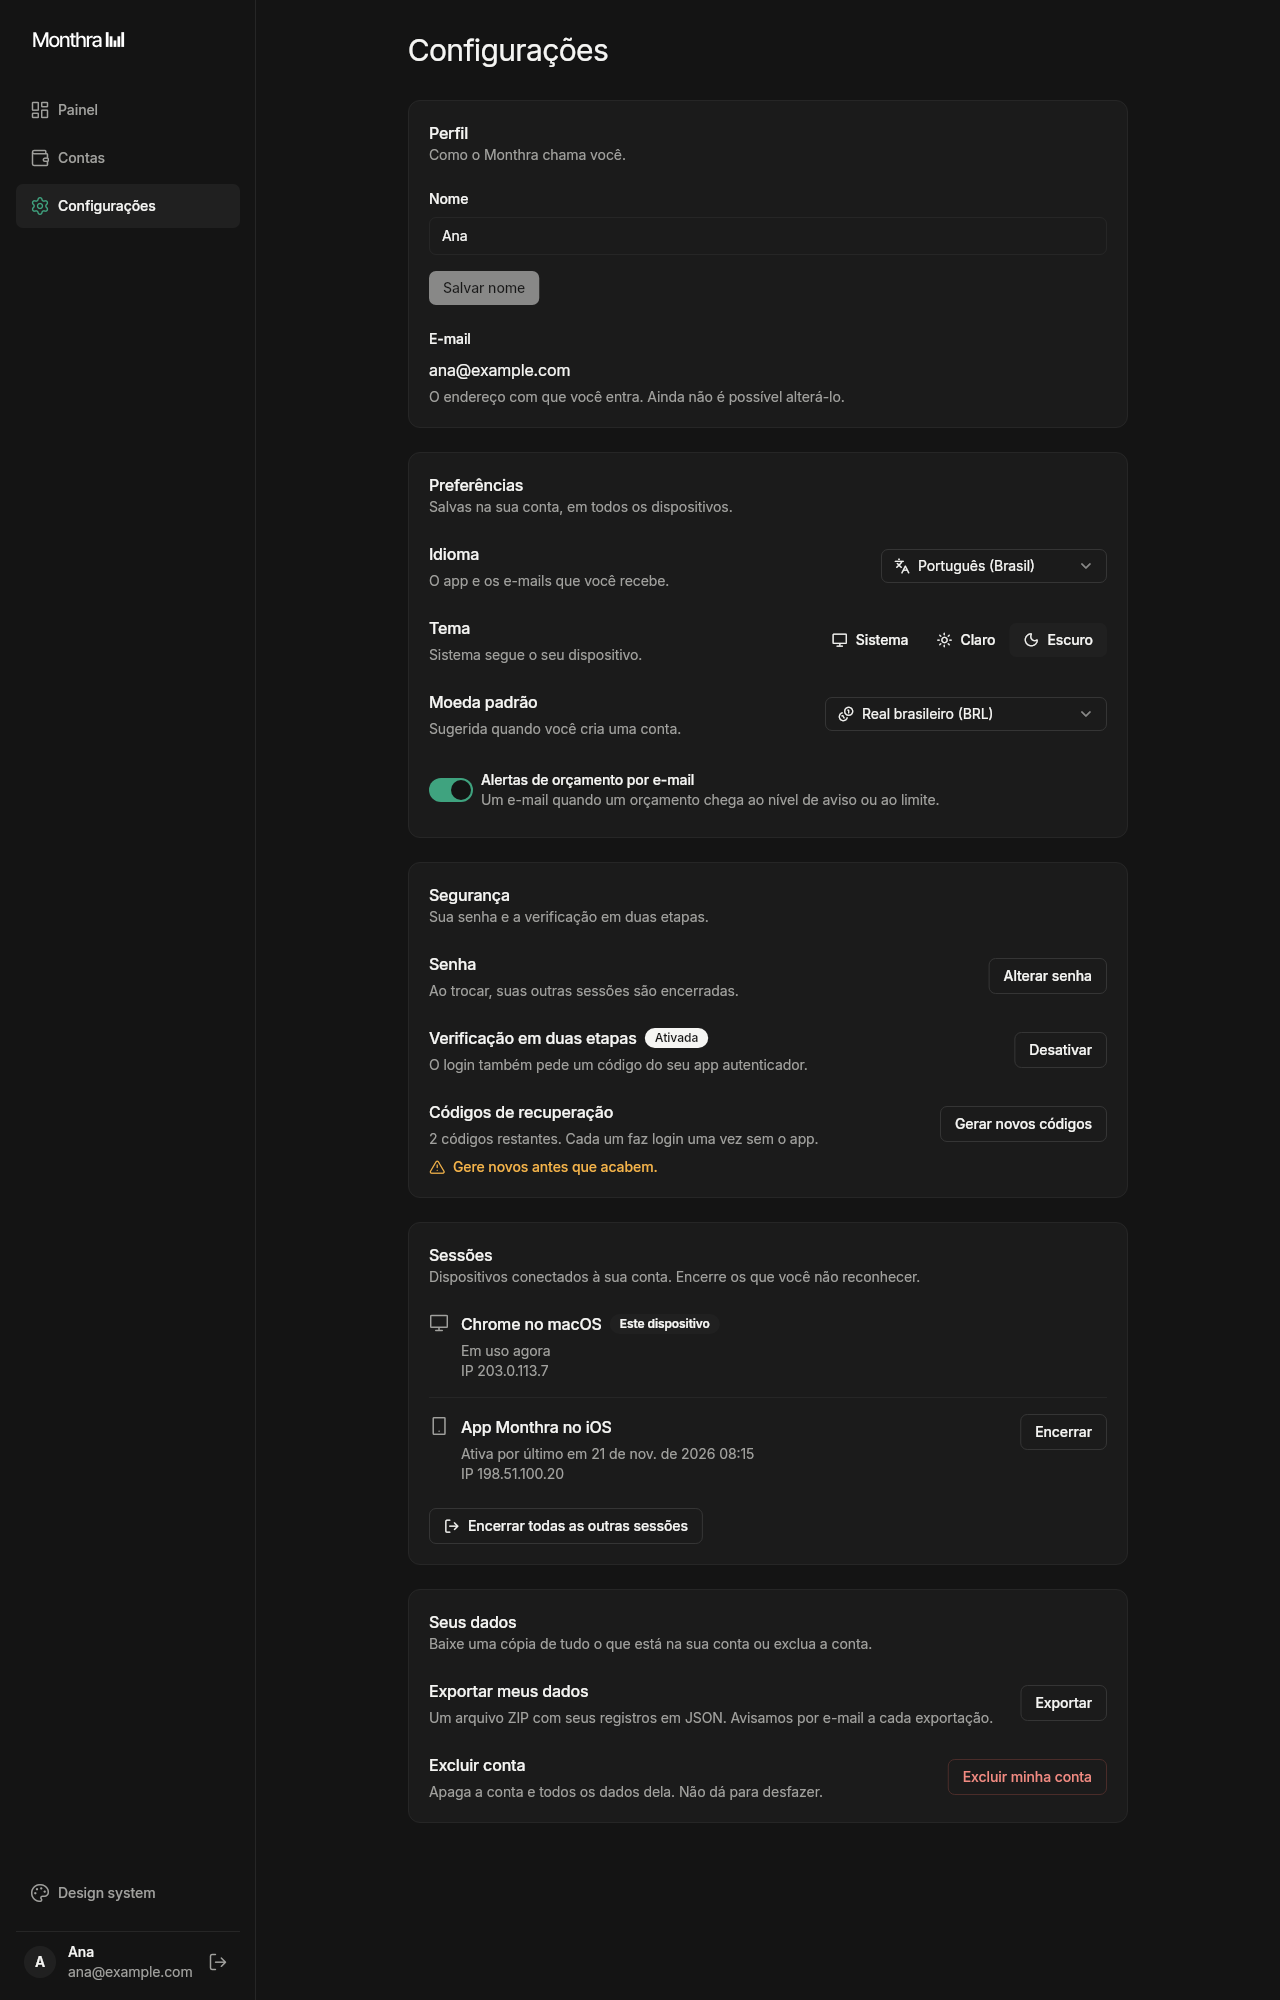 Monthra
Painel
Contas
Configurações
Configurações
Perfil
Como o Monthra chama você.
Nome
Ana
Salvar nome
E-mail
ana@example.com
O endereço com que você entra. Ainda não é possível alterá-lo.
Preferências
Salvas na sua conta, em todos os dispositivos.
Idioma
O app e os e-mails que você recebe.
Português (Brasil)
Tema
Sistema segue o seu dispositivo.
Sistema
Claro
Escuro
Moeda padrão
Sugerida quando você cria uma conta.
Real brasileiro (BRL)
Alertas de orçamento por e-mail
Um e-mail quando um orçamento chega ao nível de aviso ou ao limite.
Segurança
Sua senha e a verificação em duas etapas.
Senha
Ao trocar, suas outras sessões são encerradas.
Alterar senha
Verificação em duas etapas
Ativada
O login também pede um código do seu app autenticador.
Desativar
Códigos de recuperação
2 códigos restantes. Cada um faz login uma vez sem o app.
Gere novos antes que acabem.
Gerar novos códigos
Sessões
Dispositivos conectados à sua conta. Encerre os que você não reconhecer.
Chrome no macOS
Este dispositivo
Em uso agora
IP 203.0.113.7
App Monthra no iOS
Ativa por último em 21 de nov. de 2026 08:15
IP 198.51.100.20
Encerrar
Encerrar todas as outras sessões
Seus dados
Baixe uma cópia de tudo o que está na sua conta ou exclua a conta.
Exportar meus dados
Um arquivo ZIP com seus registros em JSON. Avisamos por e-mail a cada exportação.
Exportar
Excluir conta
Apaga a conta e todos os dados dela. Não dá para desfazer.
Excluir minha conta
Design system
A
Ana
ana@example.com